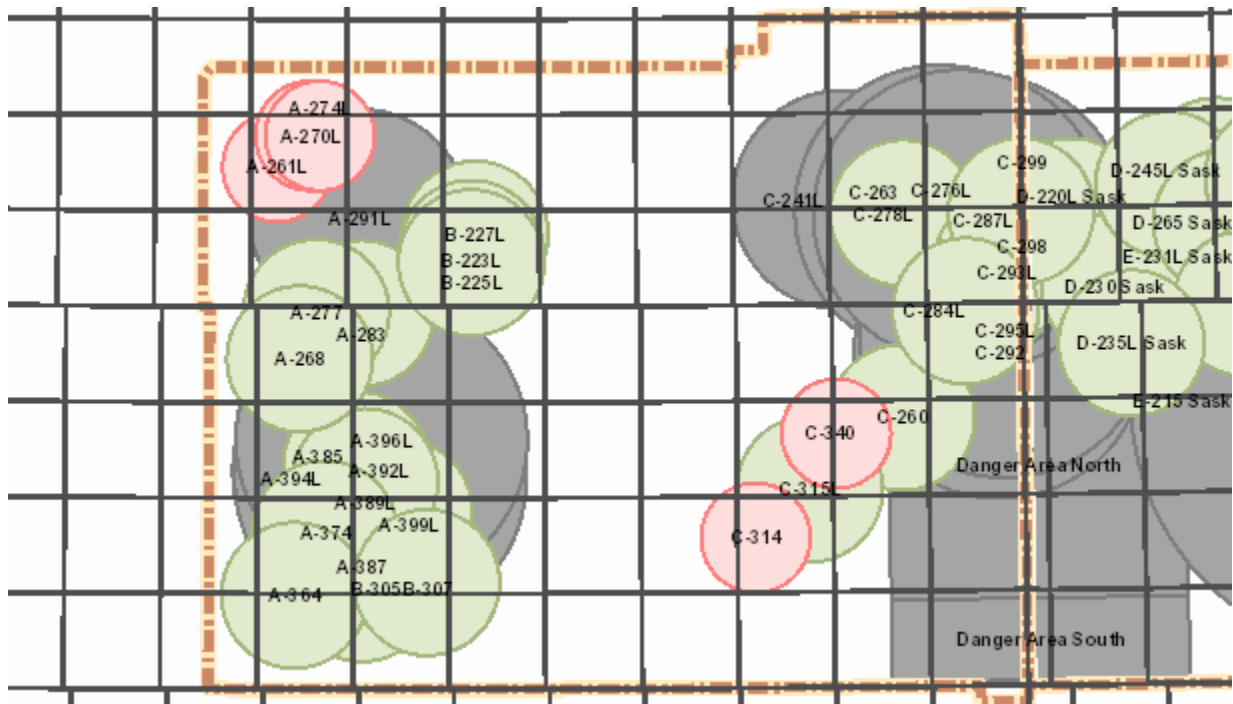 A-274L
A-270L
A-261L
A-291L
B-227L
B-223L
B-225L
A-277
A-283
A-268
A-396L
A-385
A-392L
A-394L
A-389L
A-374
A-399L
A-387
A-364
B-305B-307
C-299
C-241L
C-263
C-276L
C-278L
C-287L
C-298
C-293L
C-284L
C-295L
C-292
C-260
C-340
C-315L
C-314
D-245L Sask
D-220L Sask
D-265 Sask
E-231L Sask
D-230 Sask
D-235L Sask
E-215 Sask
Danger Area North
Danger Area South